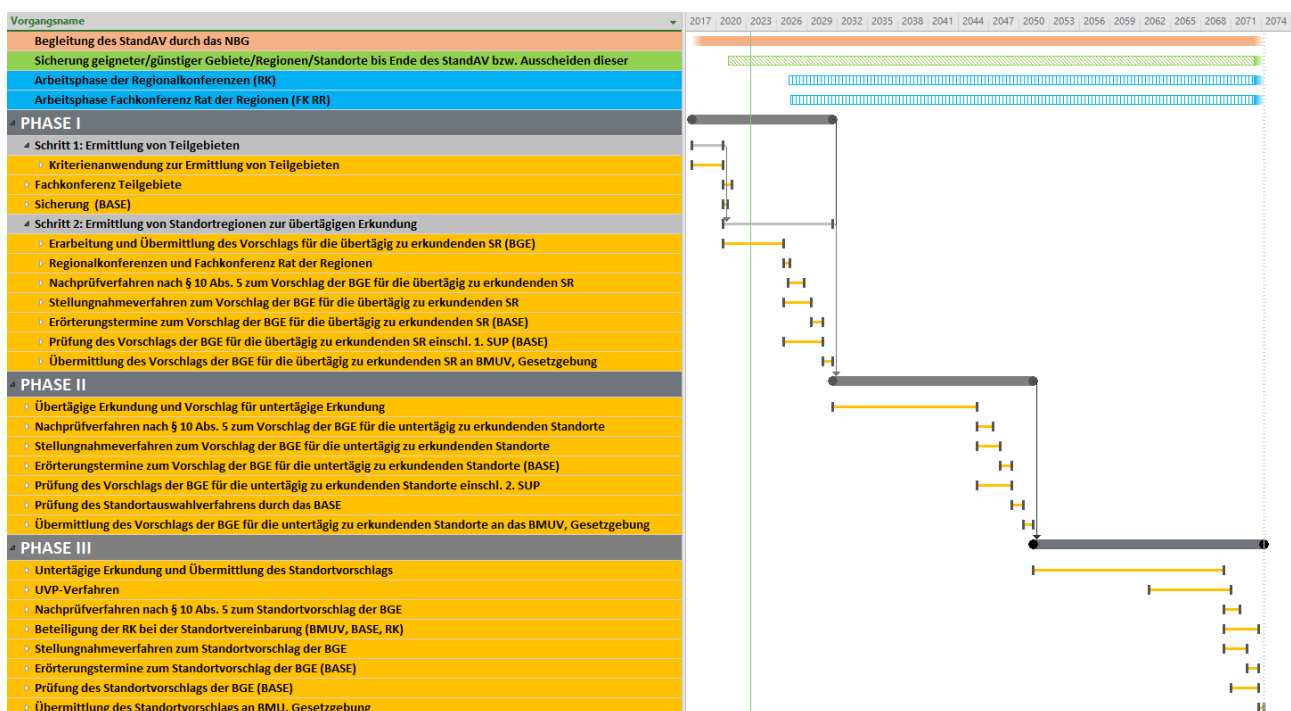 Vorgangsname 2017 2020 2023 2026 2029 2032 2035 2038 2041 2044 2047 2050 2053 2056 2059 2062 2065 2068 2071 2074
Begleitung des StandAV durch das NBG
Sicherung geeigneter/günstiger Gebiete/Regionen/Standorte bis Ende des StandAV bzw. Ausscheiden dieser
Arbeitsphase der Regionalkonferenzen (RK)
Arbeitsphase Fachkonferenz Rat der Regionen (FK RR)
PHASE I
Schritt 1: Ermittlung von Teilgebieten
Kriterienanwendung zur Ermittlung von Teilgebieten
Fachkonferenz Teilgebiete
Sicherung (BASE)
Schritt 2: Ermittlung von Standortregionen zur übertägigen Erkundung
Erarbeitung und Übermittlung des Vorschlags für die übertägig zu erkundenden SR (BGE)
Regionalkonferenzen und Fachkonferenz Rat der Regionen
Nachprüfverfahren nach § 10 Abs. 5 zum Vorschlag der BGE für die übertägig zu erkundenden SR
Stellungnahmeverfahren zum Vorschlag der BGE für die übertägig zu erkundenden SR
Erörterungstermine zum Vorschlag der BGE für die übertägig zu erkundenden SR (BASE)
Prüfung des Vorschlags der BGE für die übertägig zu erkundenden SR einschl. 1. SUP (BASE)
Übermittlung des Vorschlags der BGE für die übertägig zu erkundenden SR an BMUV, Gesetzgebung
PHASE II
Übertägige Erkundung und Vorschlag für untertägige Erkundung
Nachprüfverfahren nach § 10 Abs. 5 zum Vorschlag der BGE für die untertägig zu erkundenden Standorte
Stellungnahmeverfahren zum Vorschlag der BGE für die untertägig zu erkundenden Standorte
Erörterungstermine zum Vorschlag der BGE für die untertägig zu erkundenden Standorte (BASE)
Prüfung des Vorschlags der BGE für die untertägig zu erkundenden Standorte einschl. 2. SUP
Prüfung des Standortauswahlverfahrens durch das BASE
Übermittlung des Vorschlags der BGE für die untertägig zu erkundenden Standorte an das BMUV, Gesetzgebung
PHASE III
Untertägige Erkundung und Übermittlung des Standortvorschlags
UVP-Verfahren
Nachprüfverfahren nach § 10 Abs. 5 zum Standortvorschlag der BGE
Beteiligung der RK bei der Standortvereinbarung (BMUV, BASE, RK)
Stellungnahmeverfahren zum Standortvorschlag der BGE
Erörterungstermine zum Standortvorschlag der BGE (BASE)
Prüfung des Standortvorschlags der BGE (BASE)
Übermittlung des Standortvorschlags an BMU, Gesetzgebung